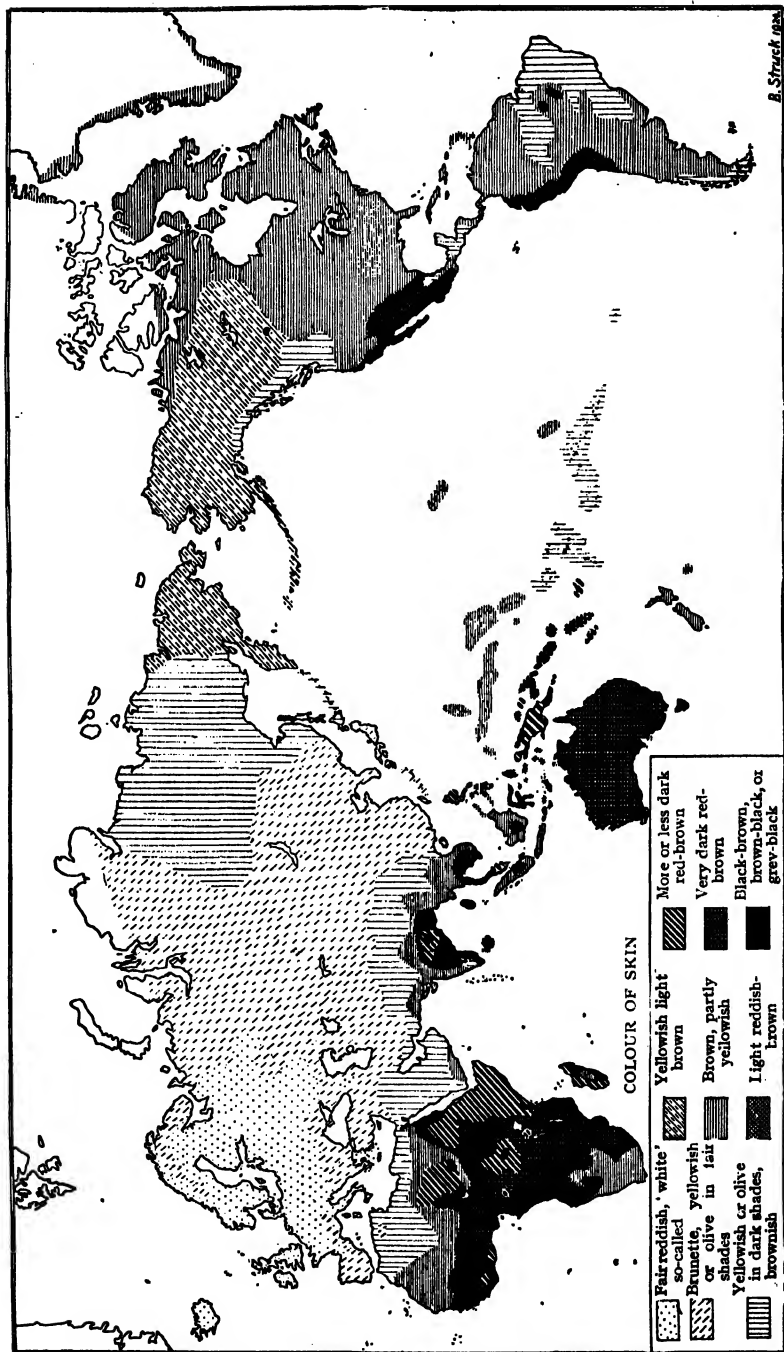 COLOUR OF SKIN
Fair reddish, 'white'
so-called
Brunette, yellowish
or olive in fair
shades
Yellowish or olive
in dark shades,
brownish
Yellowish light
brown
Brown, partly
yellowish
Light reddish-
brown
More or less dark
red-brown
Very dark red-
brown
Black-brown,
brown-black, or
grey-black
B. Struck